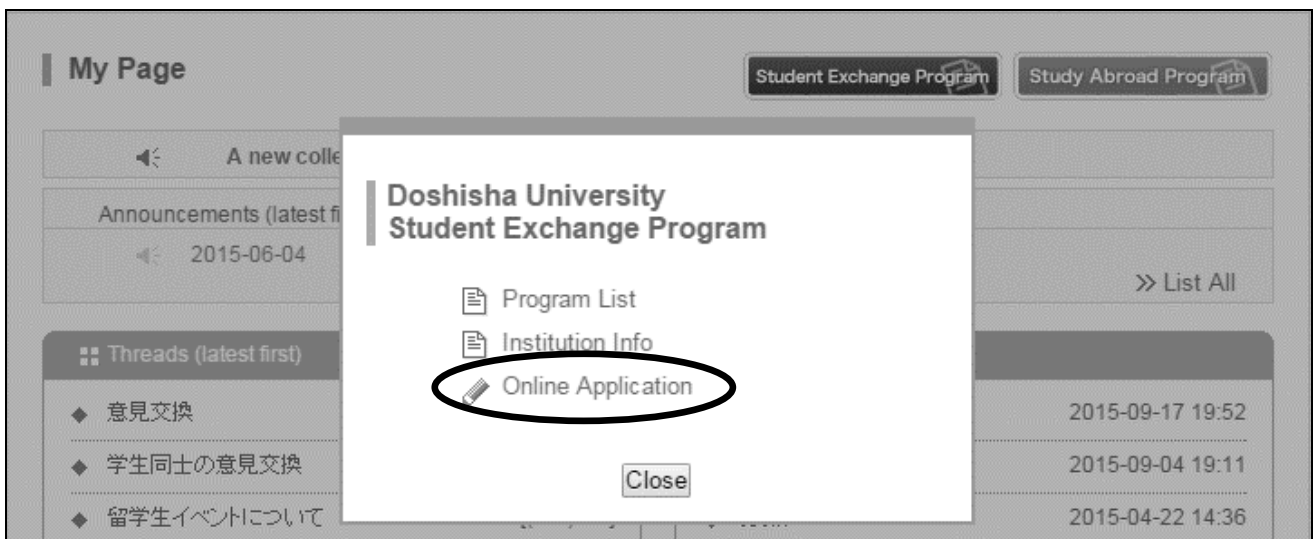 My Page
Student Exchange Program
Study Abroad Program
A new colle
Announcements (latest fi
2015-06-04
>> List All
Doshisha University
Student Exchange Program
Program List
Institution Info
Online Application
Close
Threads (latest first)
意見交換
2015-09-17 19:52
学生同士の意見交換
2015-09-04 19:11
留学生イベントについて
2015-04-22 14:36